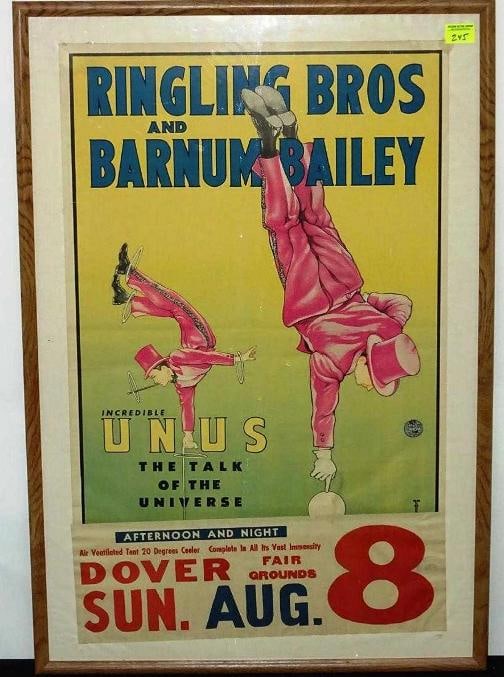 245
RINGLING BROS
AND
BARNUM BAILEY
INCREDIBLE
UNUS
THE TALK
OF THE
UNIVERSE
AFTERNOON AND NIGHT
Air Ventilated Tent 20 Degrees Cooler Complete In All Its Vast Immensity
DOVER FAIR GROUNDS
SUN. AUG. 8